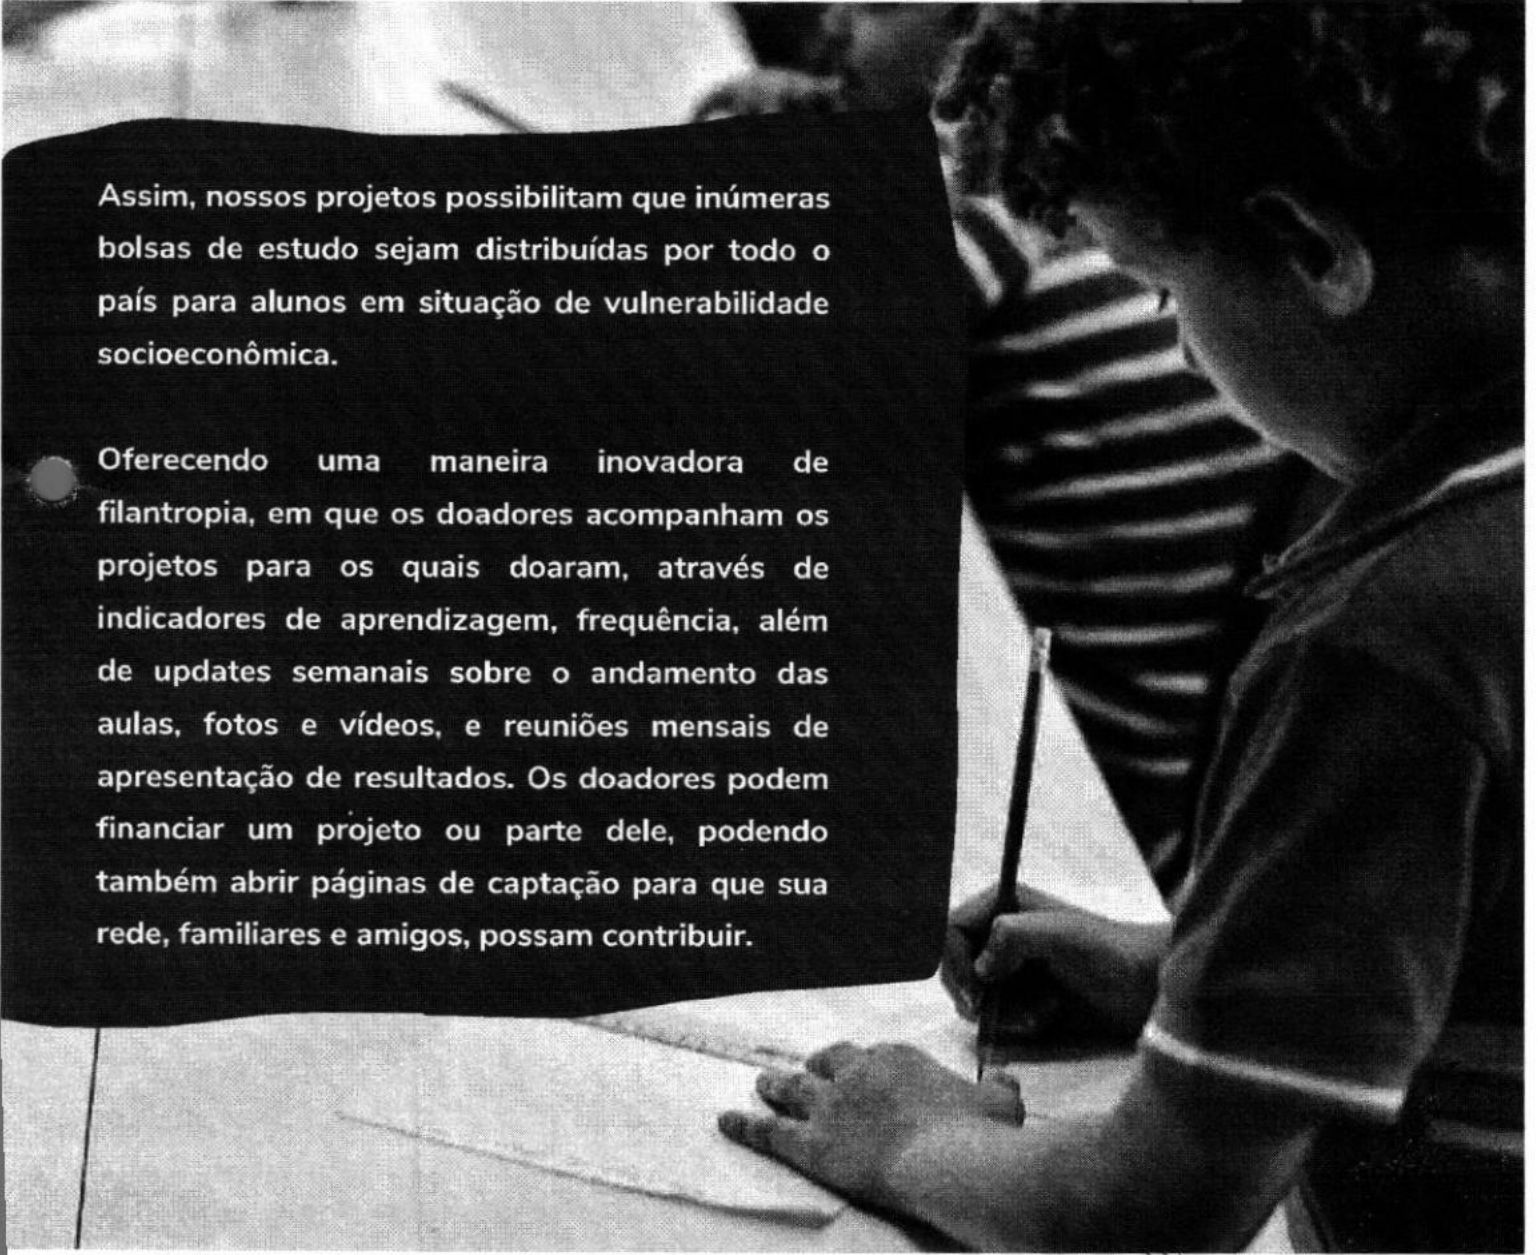 Assim, nossos projetos possibilitam que inúmeras
bolsas de estudo sejam distribuídas por todo o
país para alunos em situação de vulnerabilidade
socioeconômica.
Oferecendo uma maneira inovadora de
filantropia, em que os doadores acompanham os
projetos para os quais doaram, através de
indicadores de aprendizagem, frequência, além
de updates semanais sobre o andamento das
aulas, fotos e vídeos, e reuniões mensais de
apresentação de resultados. Os doadores podem
financiar um projeto ou parte dele, podendo
também abrir páginas de captação para que sua
rede, familiares e amigos, possam contribuir.